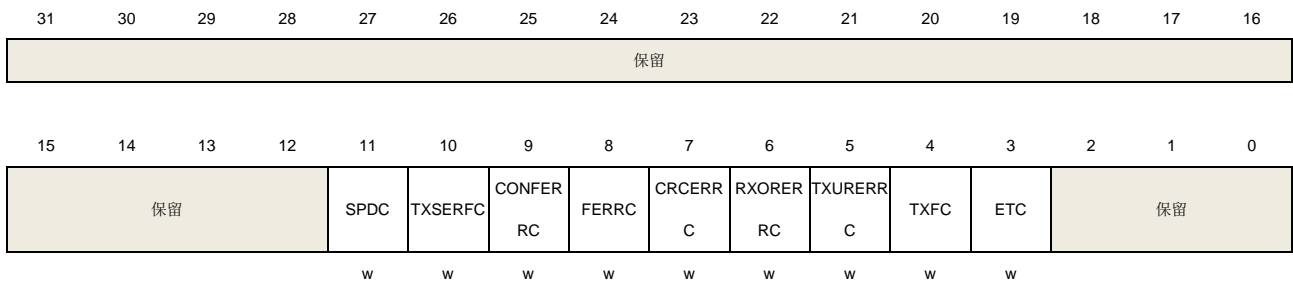 31 30 29 28 27 26 25 24 23 22 21 20 19 18 17 16
保留
15 14 13 12 11 10 9 8 7 6 5 4 3 2 1 0
保留 SPDC TXSERFC CONFER RC FERRC CRCERR C RXORER RC TXURERR C TXFC ETC 保留
w w w w w w w w w